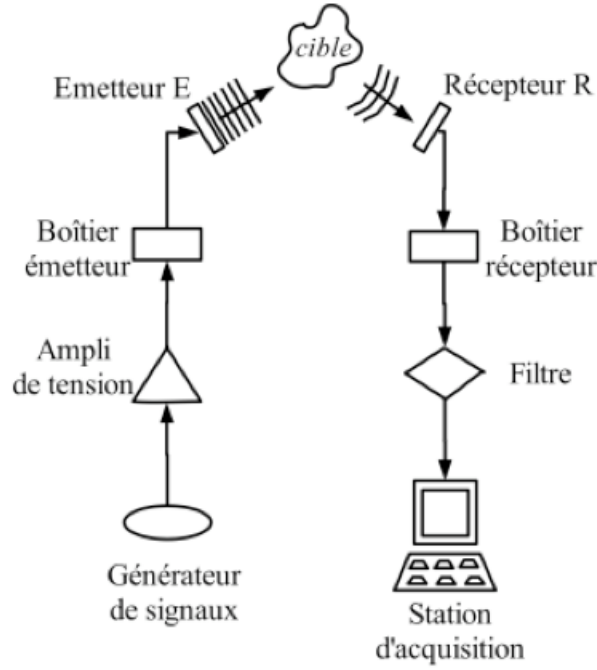 cible
Emetteur E
Récepteur R
Boîtier
émetteur
Boîtier
récepteur
Ampli
de tension
Filtre
Générateur
de signaux
Station
d'acquisition